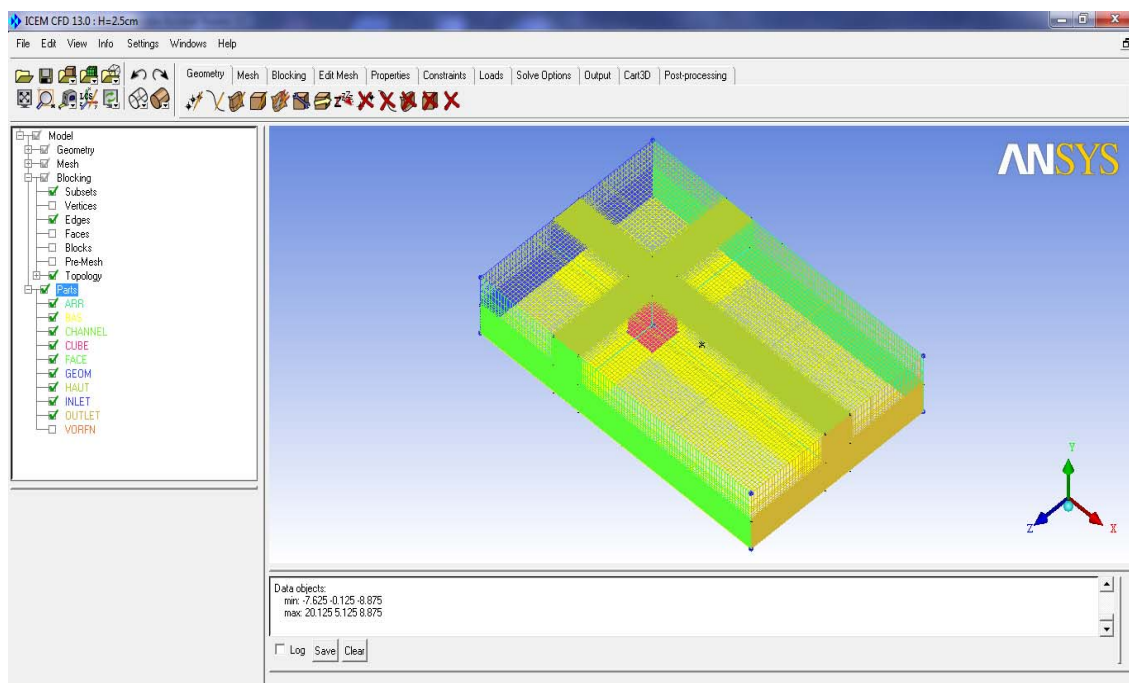 ICEM CFD 13.0 : H=2.5cm
File Edit View Info Settings Windows Help
Geometry Mesh Blocking Edit Mesh Properties Constraints Loads Solve Options Output Cart3D Post-processing
Model
Geometry
Mesh
Blocking
Subsets
Vertices
Edges
Faces
Blocks
Pre-Mesh
Topology
Parts
ARR
BAS
CHANNEL
CUBE
FACE
GEOM
HAUT
INLET
OUTLET
VORFN
ANSYS
Y
Z
X
Data objects:
min: -7.625 -0.125 -8.875
max: 20.125 5.125 8.875
Log Save Clear